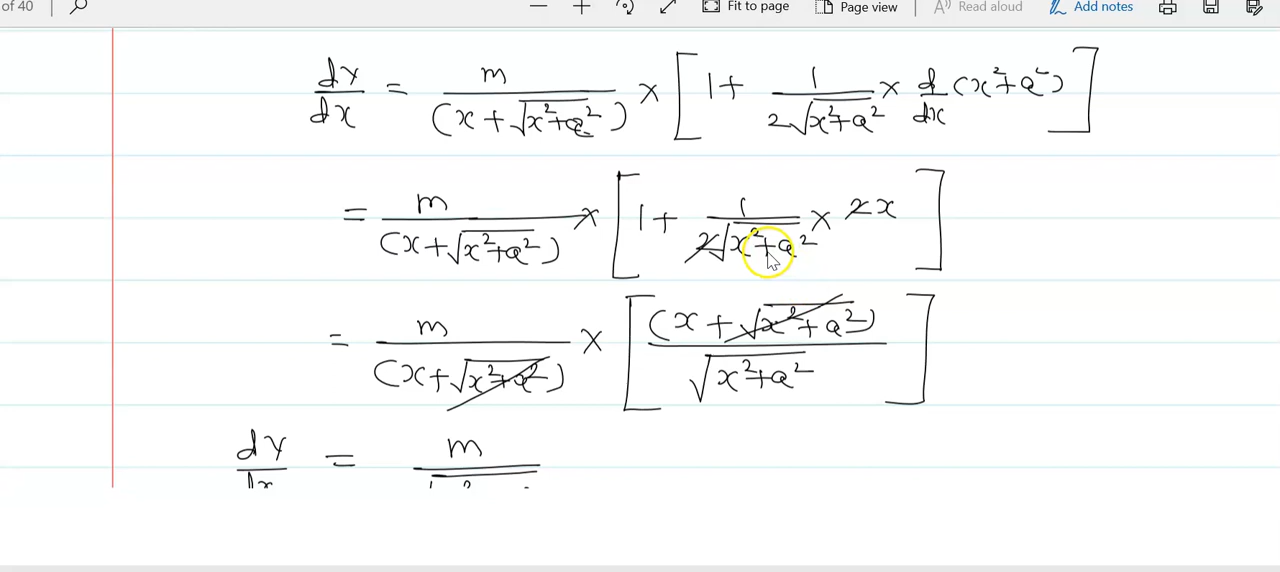 of 40 Fit to page Page view Read aloud Add notes
dy/dx = m/(x + √(x² + a²)) × [1 + 1/(2√(x² + a²)) × d/dx (x² + a²)]
= m/(x + √(x² + a²)) × [1 + 1/(2√(x² + a²)) × 2x]
= m/(x + √(x² + a²)) × [(x + √(x² + a²))/√(x² + a²)]
dy/dx = m